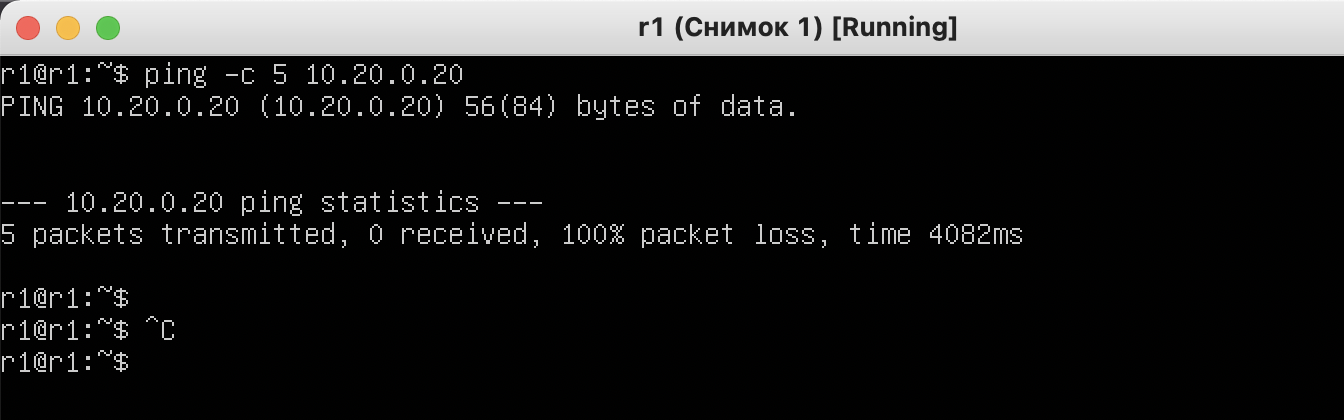 r1 (Снимок 1) [Running]
r1@r1:~$ ping -c 5 10.20.0.20
PING 10.20.0.20 (10.20.0.20) 56(84) bytes of data.
--- 10.20.0.20 ping statistics ---
5 packets transmitted, 0 received, 100% packet loss, time 4082ms
r1@r1:~$
r1@r1:~$ ^C
r1@r1:~$